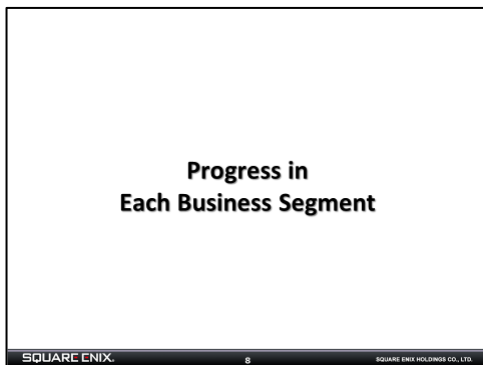 Progress in
Each Business Segment
SQUARE ENIX.
8
SQUARE ENIX HOLDINGS CO., LTD.